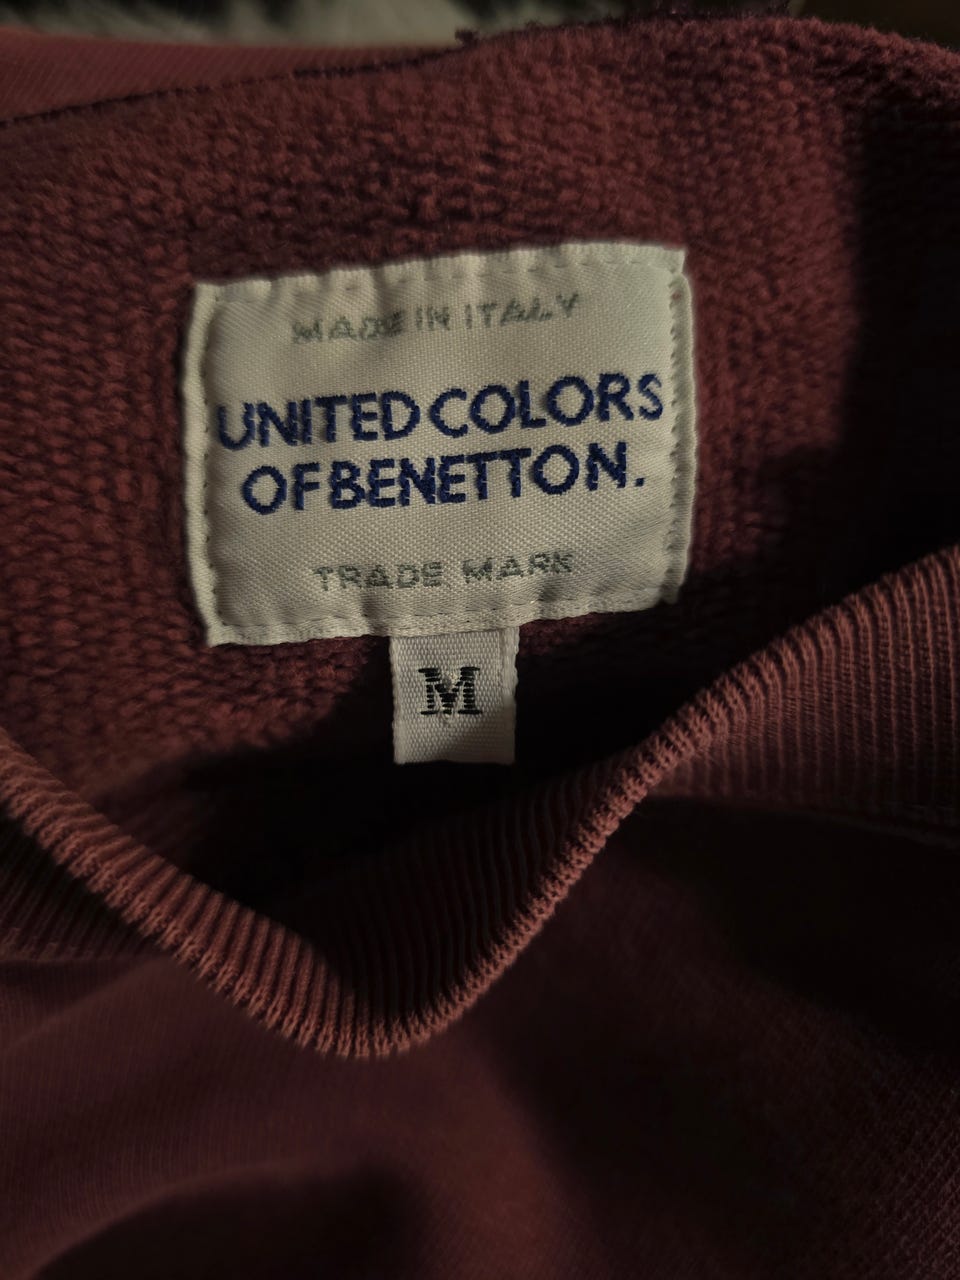 MADE IN ITALY
UNITED COLORS
OF BENETTON.
TRADE MARK
M